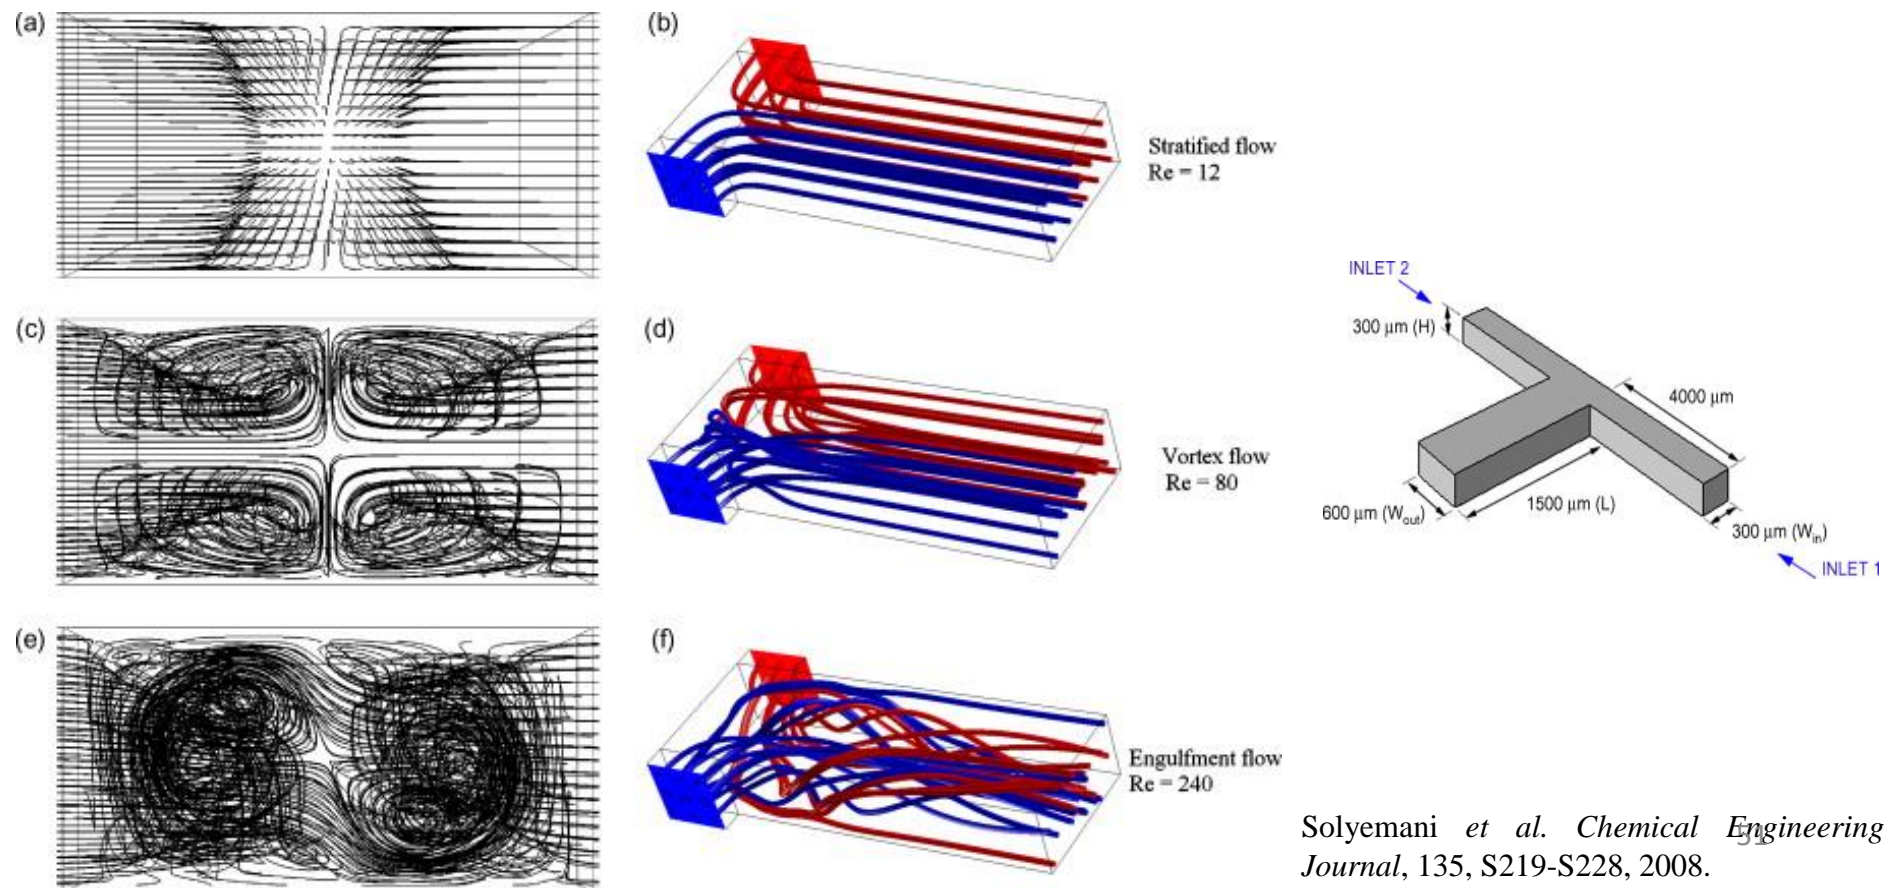 (a)
(b)
Stratified flow
Re = 12
(c)
(d)
Vortex flow
Re = 80
(e)
(f)
Engulfment flow
Re = 240
INLET 2
300 μm (H)
4000 μm
600 μm (Wout)
1500 μm (L)
300 μm (Win)
INLET 1
Solyemani et al. Chemical Engineering
Journal, 135, S219-S228, 2008.
51